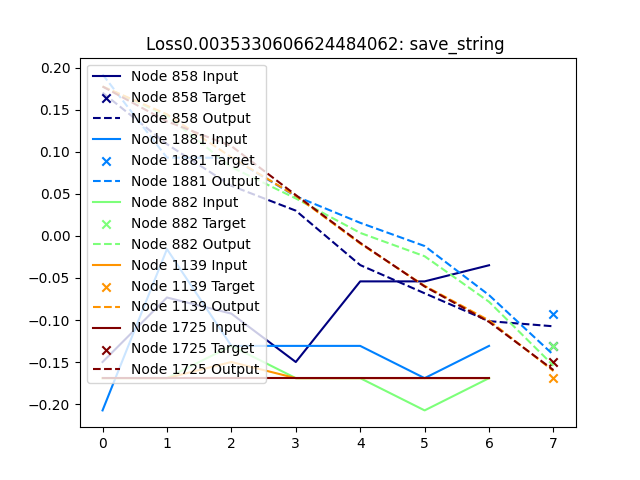 Loss0.0035330606624484062: save_string
0.20
0.15
0.10
0.05
0.00
−0.05
−0.10
−0.15
−0.20
Node 858 Input
Node 858 Target
Node 858 Output
Node 1881 Input
Node 1881 Target
Node 1881 Output
Node 882 Input
Node 882 Target
Node 882 Output
Node 1139 Input
Node 1139 Target
Node 1139 Output
Node 1725 Input
Node 1725 Target
Node 1725 Output
0 1 2 3 4 5 6 7